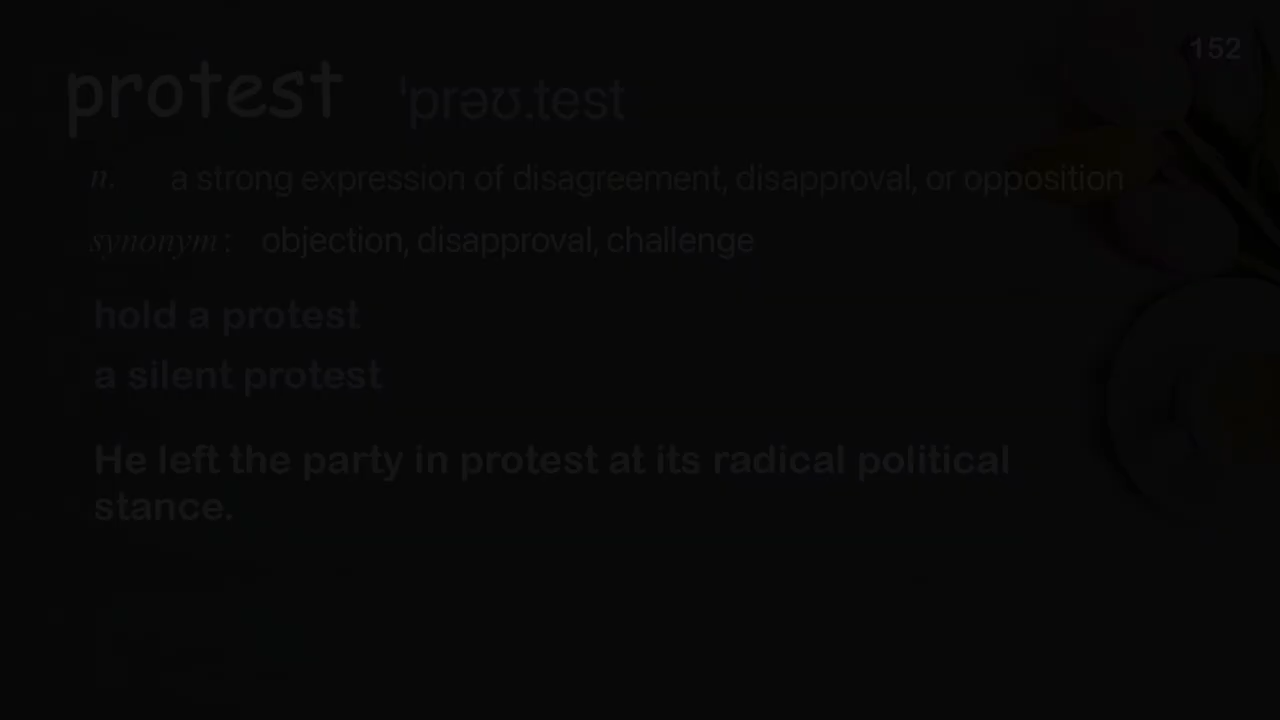 152
protest ˈprəʊ.test
n. a strong expression of disagreement, disapproval, or opposition
synonym: objection, disapproval, challenge
hold a protest
a silent protest
He left the party in protest at its radical political
stance.